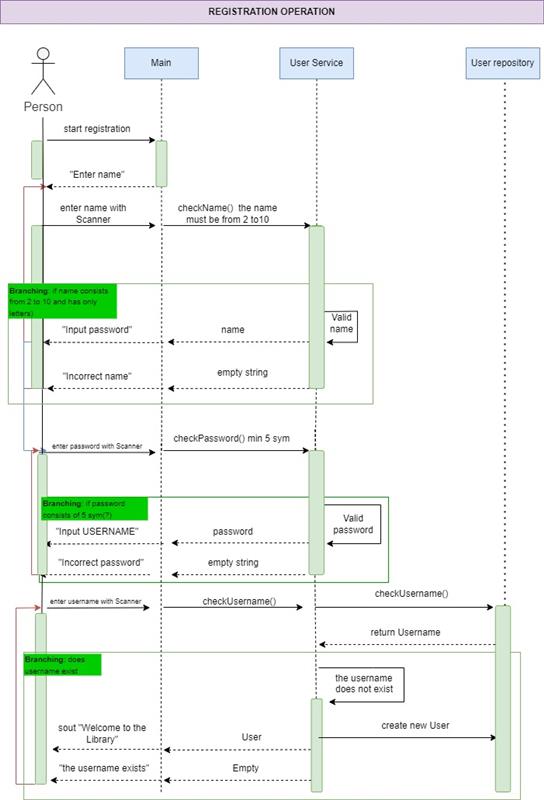 REGISTRATION OPERATION
Main
User Service
User repository
Person
start registration
"Enter name"
enter name with
Scanner
checkName() the name
must be from 2 to10
Branching: if name consists
from 2 to 10 and has only
letters)
Valid
name
"Input password"
name
"Incorrect name"
empty string
enter password with Scanner
checkPassword() min 5 sym
Branching: if password
consists of 5 sym(?)
Valid
password
"Input USERNAME"
password
"Incorrect password"
empty string
enter username with Scanner
checkUsername()
checkUsername()
return Username
Branching: does
username exist
the username
does not exist
sout "Welcome to the
Library"
User
create new User
"the username exists"
Empty